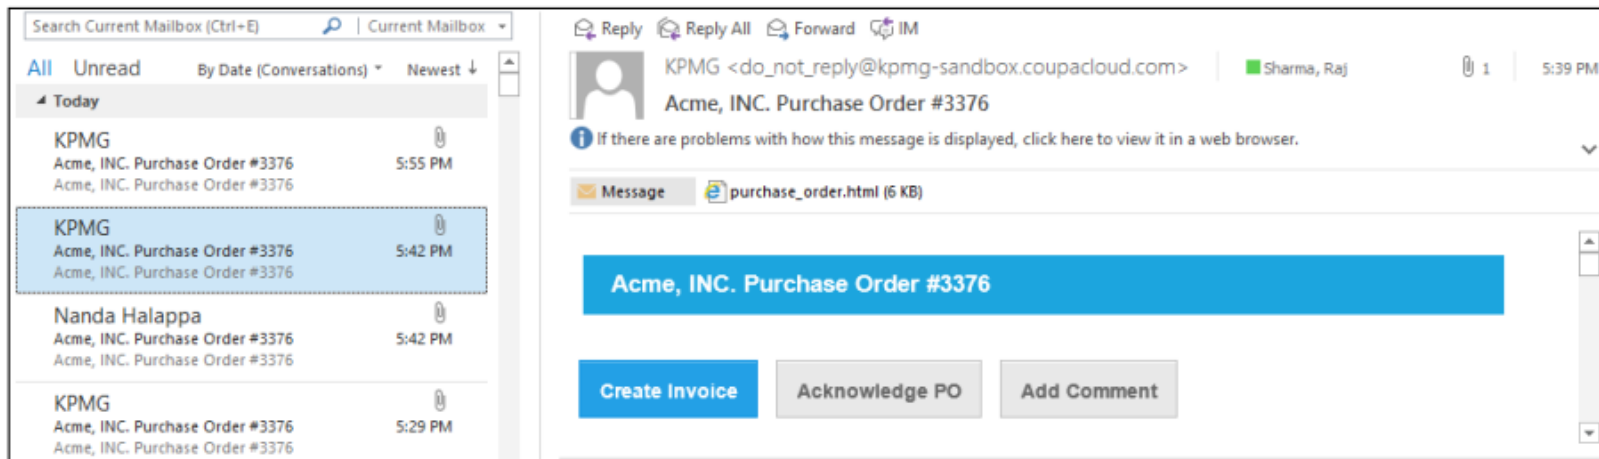 Search Current Mailbox (Ctrl+E) Current Mailbox
All Unread By Date (Conversations) Newest ↓
Today
KPMG
Acme, INC. Purchase Order #3376 5:55 PM
Acme, INC. Purchase Order #3376
KPMG
Acme, INC. Purchase Order #3376 5:42 PM
Acme, INC. Purchase Order #3376
Nanda Halappa
Acme, INC. Purchase Order #3376 5:42 PM
Acme, INC. Purchase Order #3376
KPMG
Acme, INC. Purchase Order #3376 5:29 PM
Acme, INC. Purchase Order #3376
Reply Reply All Forward IM
KPMG <do_not_reply@kpmg-sandbox.coupacloud.com> Sharma, Raj 1 5:39 PM
Acme, INC. Purchase Order #3376
If there are problems with how this message is displayed, click here to view it in a web browser.
Message purchase_order.html (6 KB)
Acme, INC. Purchase Order #3376
Create Invoice Acknowledge PO Add Comment